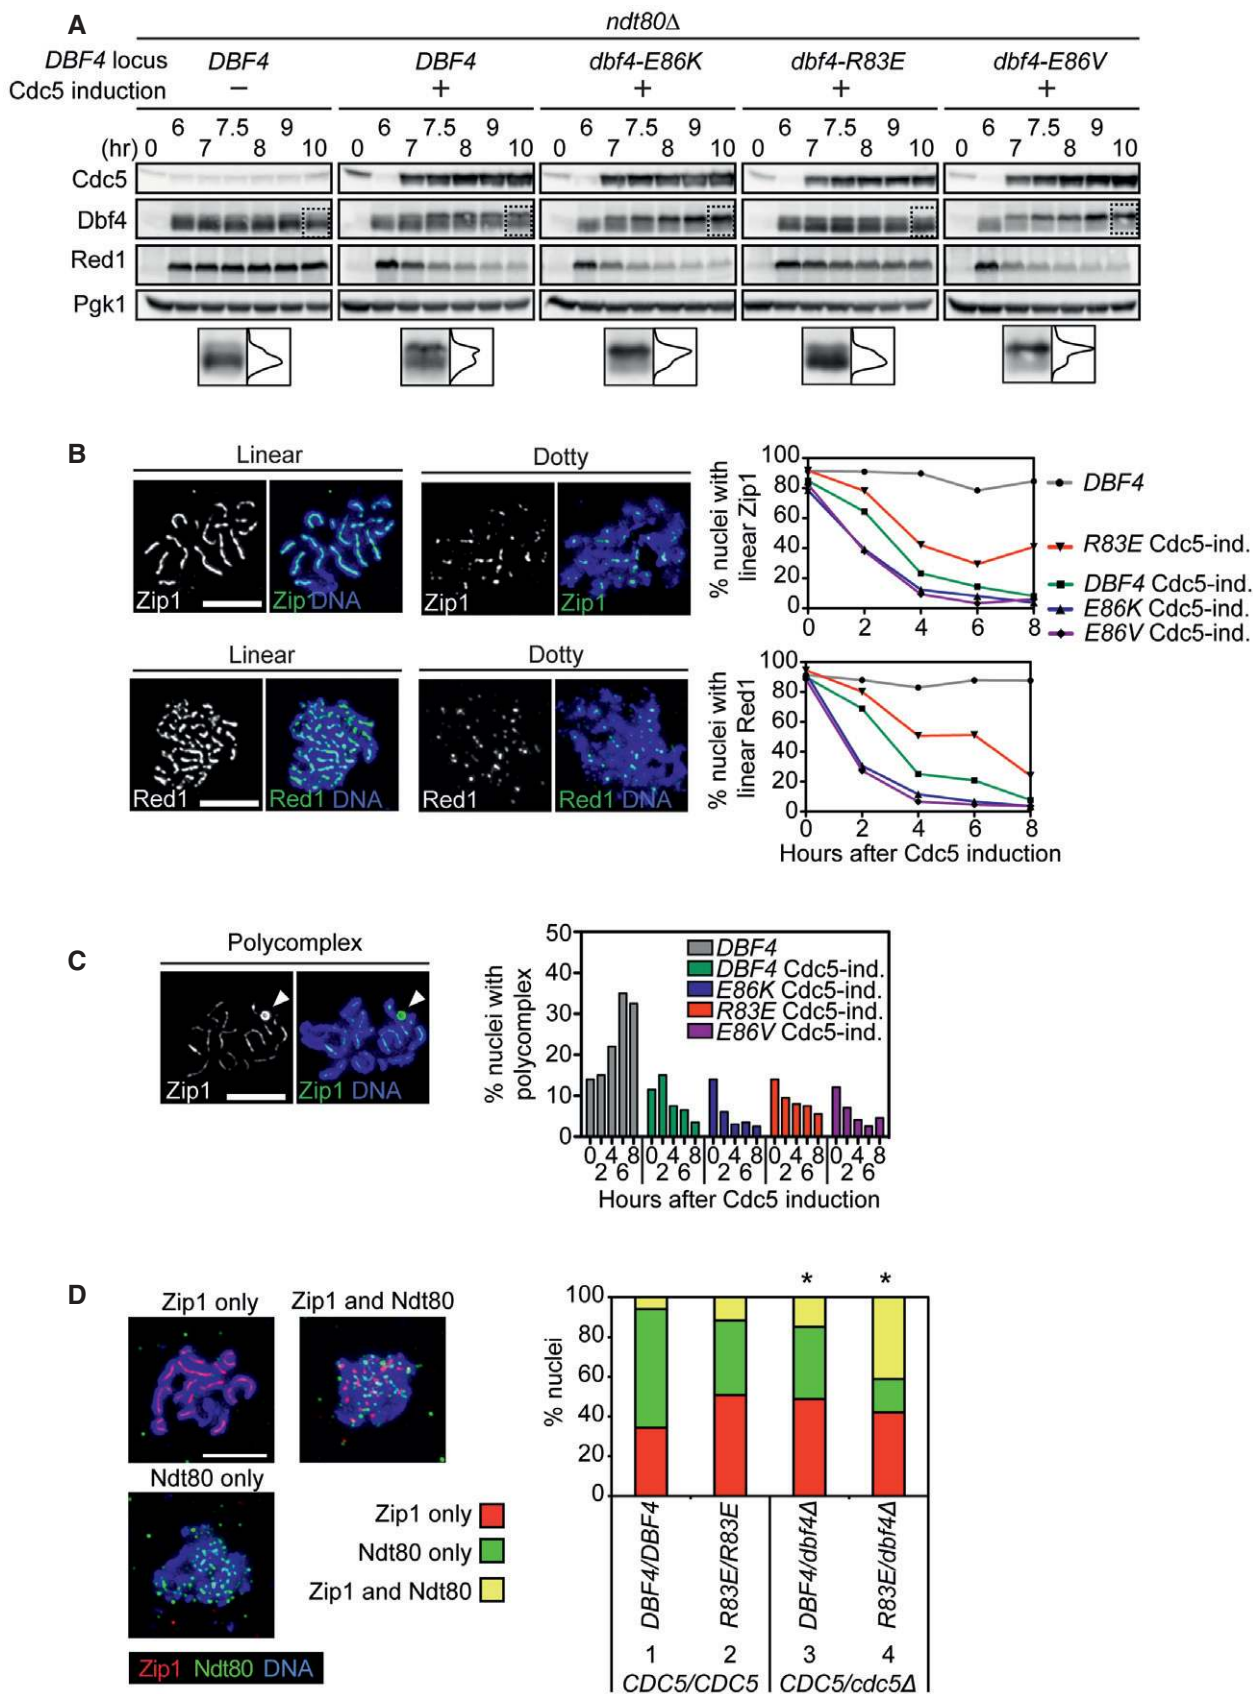 A
ndt80Δ
DBF4 locus DBF4 DBF4 dbf4-E86K dbf4-R83E dbf4-E86V
Cdc5 induction − + + + +
6 7.5 9 6 7.5 9 6 7.5 9 6 7.5 9 6 7.5 9
(hr) 0 7 8 10 0 7 8 10 0 7 8 10 0 7 8 10 0 7 8 10
Cdc5
Dbf4
Red1
Pgk1
B
Linear Dotty
Zip1 Zip1 DNA Zip1 Zip1
% nuclei with
linear Zip1
100
80
60
40
20
0
0 2 4 6 8
DBF4
R83E Cdc5-ind.
DBF4 Cdc5-ind.
E86K Cdc5-ind.
E86V Cdc5-ind.
Linear Dotty
Red1 Red1 DNA Red1 Red1 DNA
% nuclei with
linear Red1
100
80
60
40
20
0
0 2 4 6 8
Hours after Cdc5 induction
C
Polycomplex
Zip1 Zip1 DNA
% nuclei with
polycomplex
50
40
30
20
10
0
DBF4
DBF4 Cdc5-ind.
E86K Cdc5-ind.
R83E Cdc5-ind.
E86V Cdc5-ind.
0 4 8 0 4 8 0 4 8 0 4 8 0 4 8
2 6 2 6 2 6 2 6 2 6
Hours after Cdc5 induction
D
Zip1 only Zip1 and Ndt80
Ndt80 only
Zip1 only
Ndt80 only
Zip1 and Ndt80
Zip1 Ndt80 DNA
% nuclei
100
80
60
40
20
0
* *
DBF4/DBF4
R83E/R83E
DBF4/dbf4Δ
R83E/dbf4Δ
1 2 3 4
CDC5/CDC5 CDC5/cdc5Δ